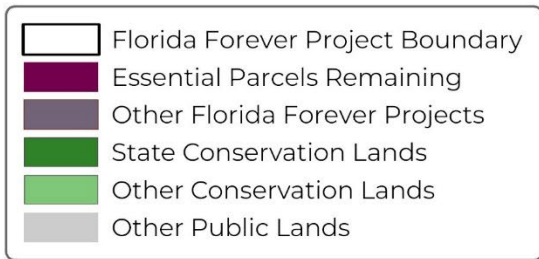 Florida Forever Project Boundary
Essential Parcels Remaining
Other Florida Forever Projects
State Conservation Lands
Other Conservation Lands
Other Public Lands